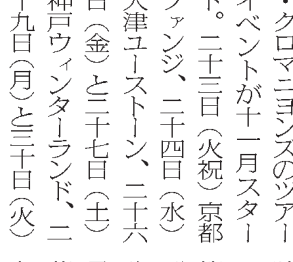 ・クロマニヨンズのツアー
イベントが十一月スター
ト。二十三日（火祝）京都
ファンジ、二十四日（水）
大津ユーストーン、二十六
日（金）と二十七日（土）
神戸ウィンターランド、二
十九日（月）と三十日（火）